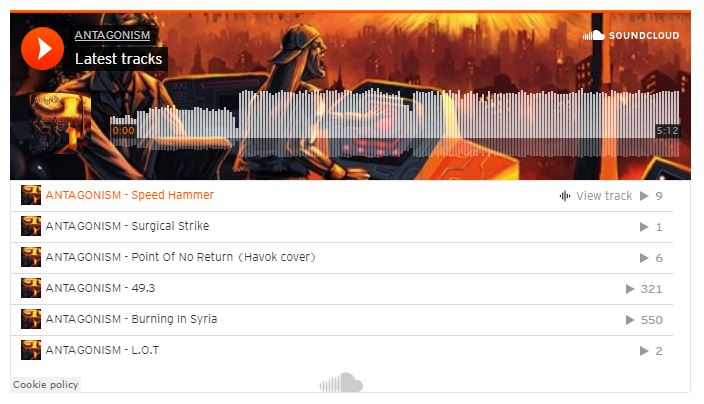 ANTAGONISM
Latest tracks
SOUNDCLOUD
0:00
5:12
ANTAGONISM - Speed Hammer View track 9
ANTAGONISM - Surgical Strike 1
ANTAGONISM - Point Of No Return (Havok cover) 6
ANTAGONISM - 49.3 321
ANTAGONISM - Burning In Syria 550
ANTAGONISM - L.O.T 2
Cookie policy